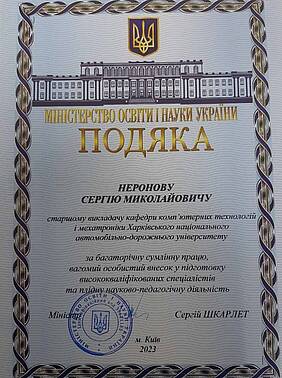 МІНІСТЕРСТВО ОСВІТИ І НАУКИ УКРАЇНИ
ПОДЯКА
НЕРОНОВУ
СЕРГІЮ МИКОЛАЙОВИЧУ
старшому викладачу кафедри комп'ютерних технологій
і мехатроніки Харківського національного
автомобільно-дорожнього університету
за багаторічну сумлінну працю,
вагомий особистий внесок у підготовку
висококваліфікованих спеціалістів
та плідну науково-педагогічну діяльність
Міністр Сергій ШКАРЛЕТ
м. Київ
2023